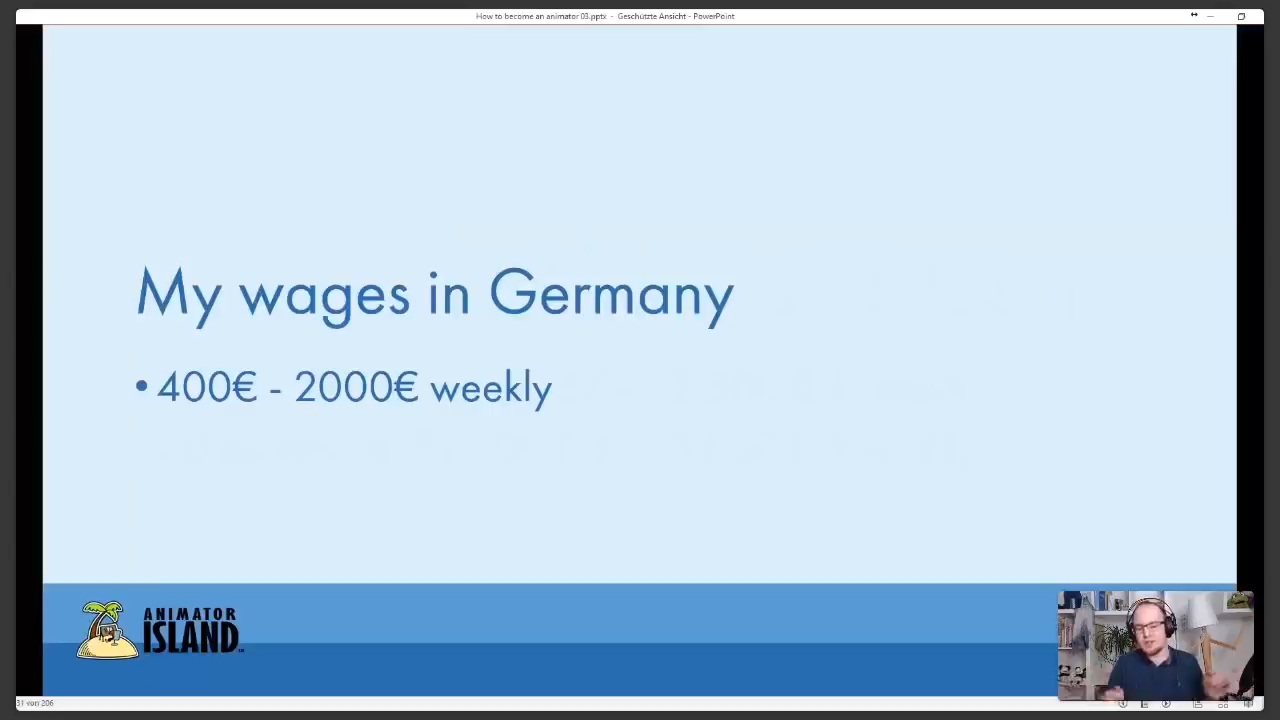 How to become an animator 03.pptx - Geschützte Ansicht - PowerPoint
My wages in Germany
• 400€ - 2000€ weekly
ANIMATOR
ISLAND
31 von 206